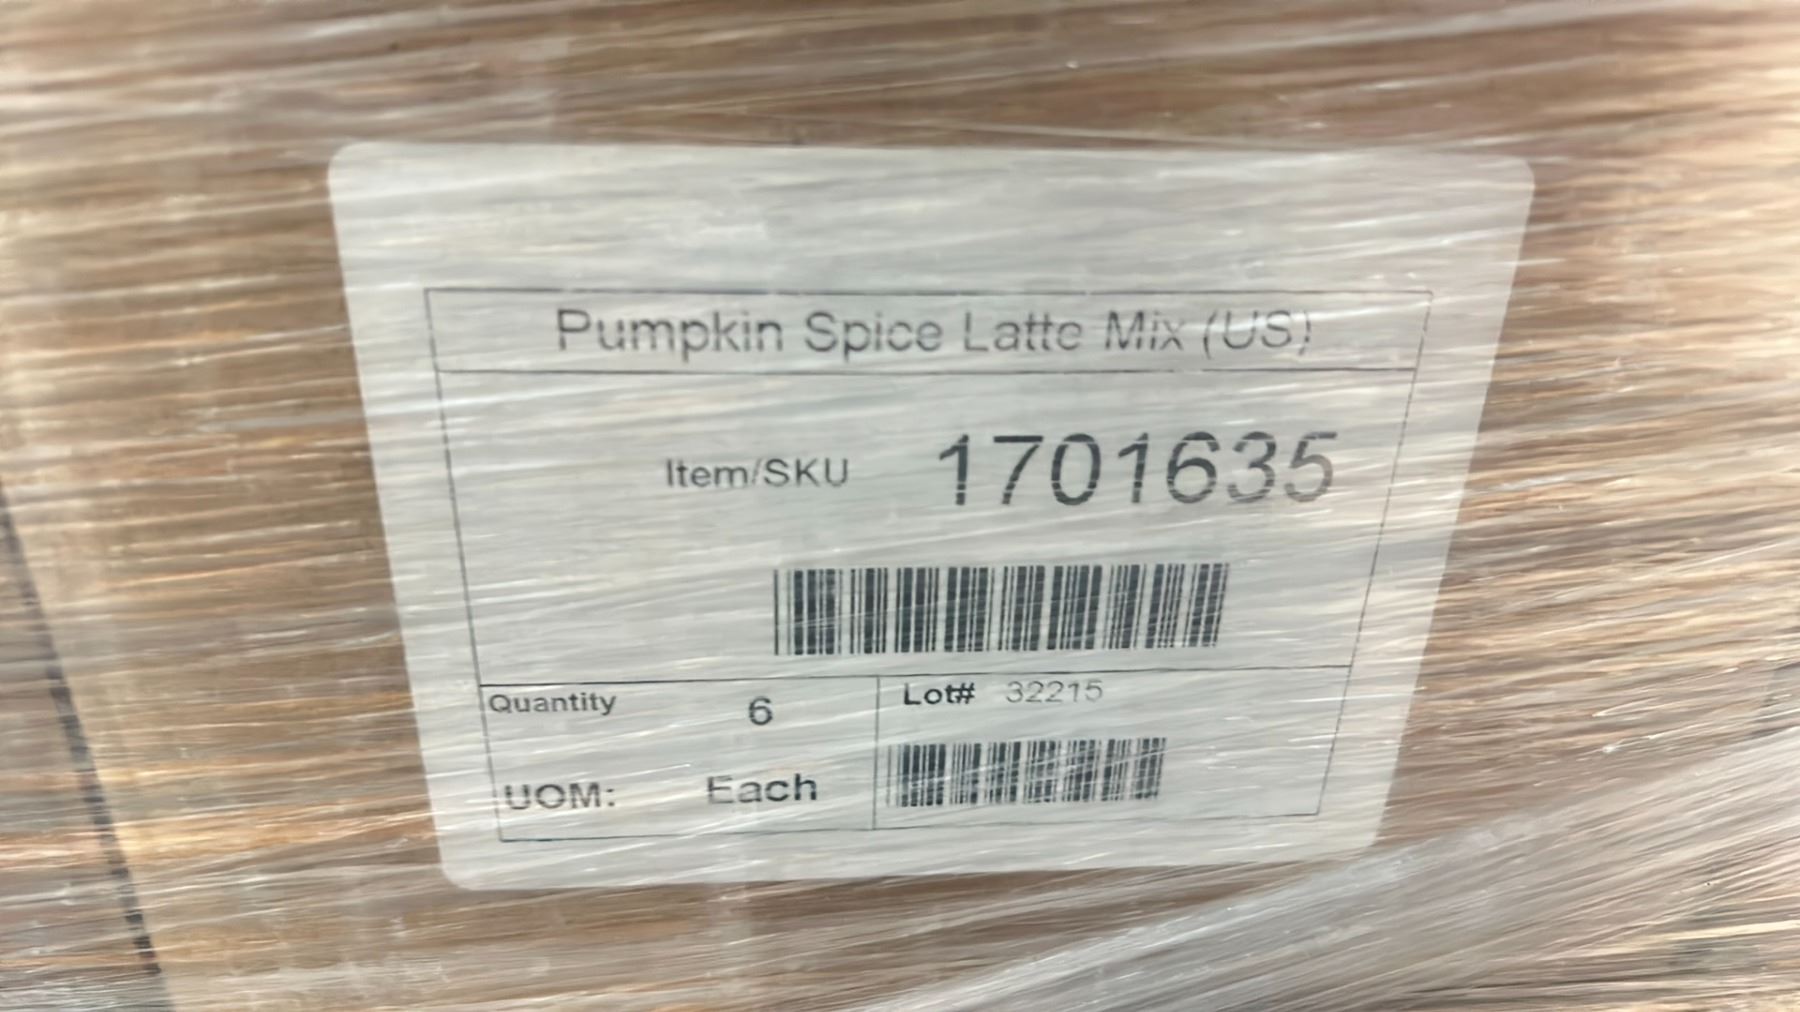 Pumpkin Spice Latte Mix (US)
Item/SKU 1701635
Quantity 6
Lot# 32215
UOM: Each